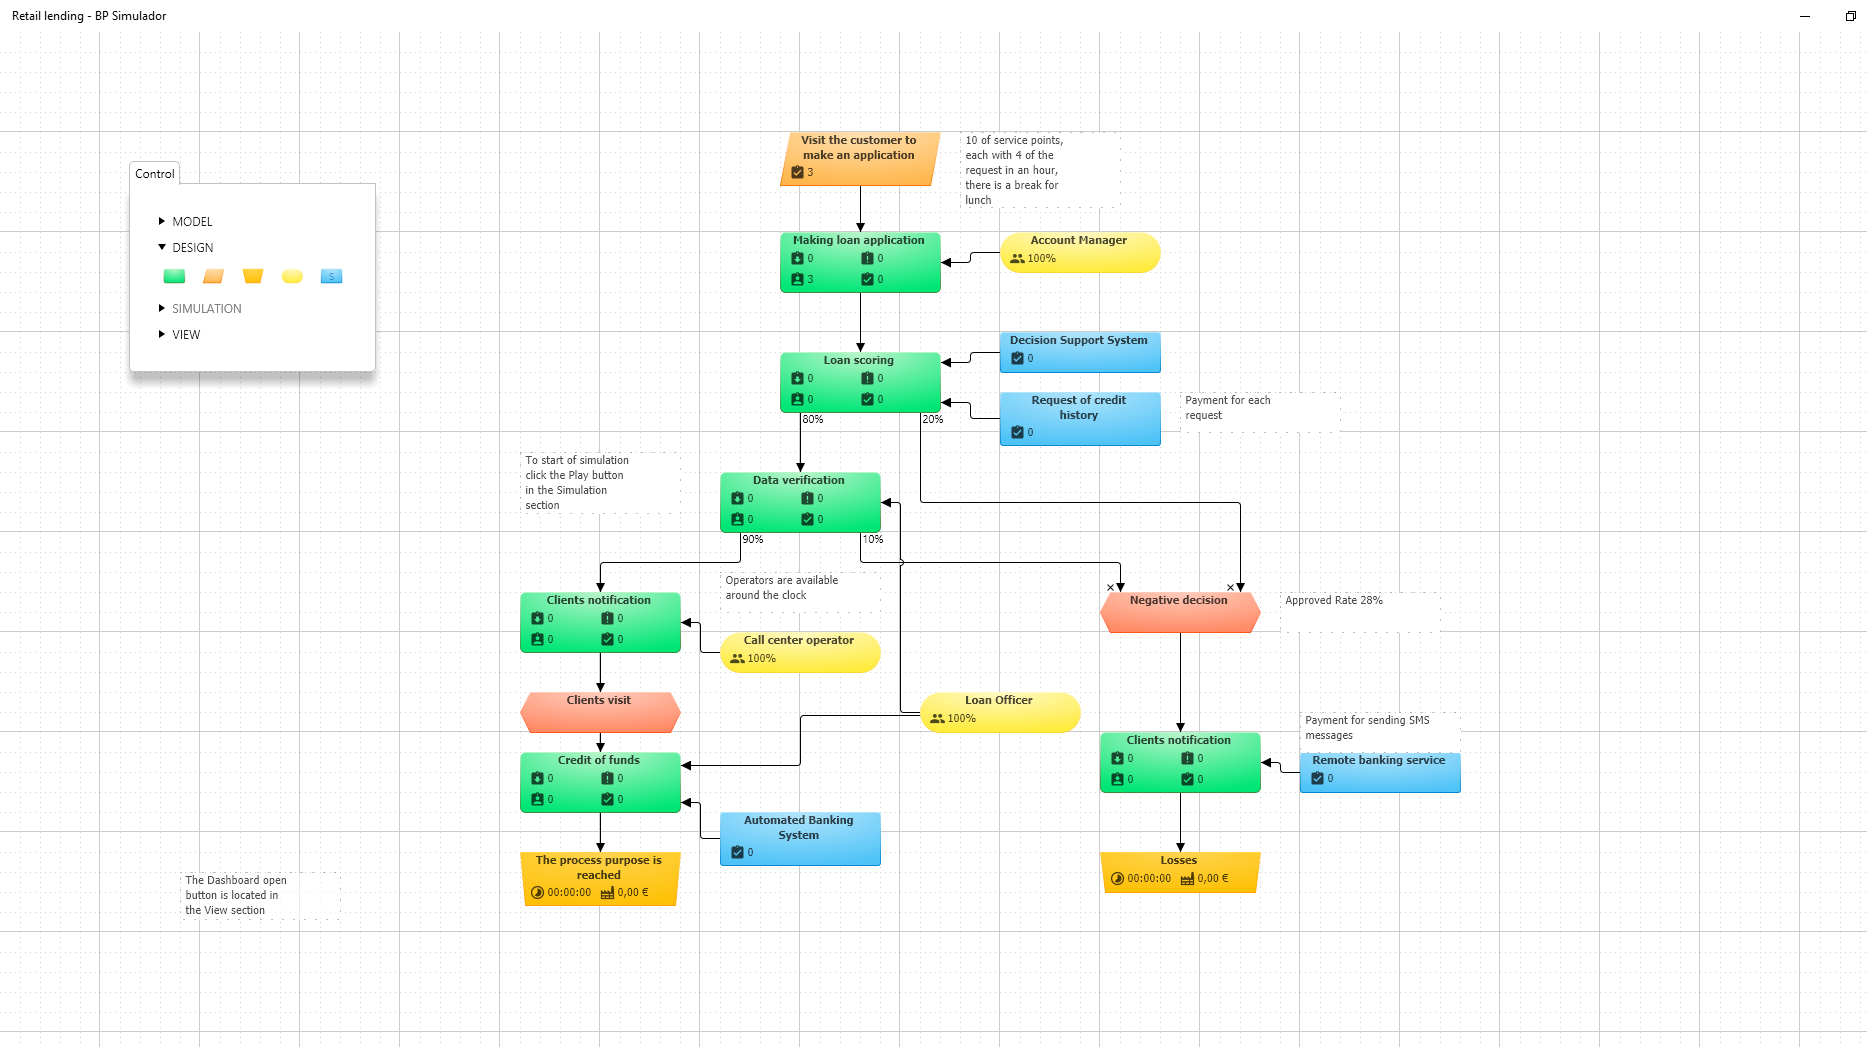 Retail lending - BP Simulador
Control
MODEL
DESIGN
S
SIMULATION
VIEW
Visit the customer to
make an application
3
10 of service points,
each with 4 of the
request in an hour,
there is a break for
lunch
Making loan application
0 0
3 0
Account Manager
100%
Loan scoring
0 0
0 0
80% 20%
Decision Support System
0
Request of credit
history
0
Payment for each
request
To start of simulation
click the Play button
in the Simulation
section
Data verification
0 0
0 0
90% 10%
Operators are available
around the clock
Clients notification
0 0
0 0
Call center operator
100%
Negative decision
Approved Rate 28%
Clients visit
Loan Officer
100%
Credit of funds
0 0
0 0
Automated Banking
System
0
Clients notification
0 0
0 0
Payment for sending SMS
messages
Remote banking service
0
The process purpose is
reached
00:00:00 0,00 €
Losses
00:00:00 0,00 €
The Dashboard open
button is located in
the View section